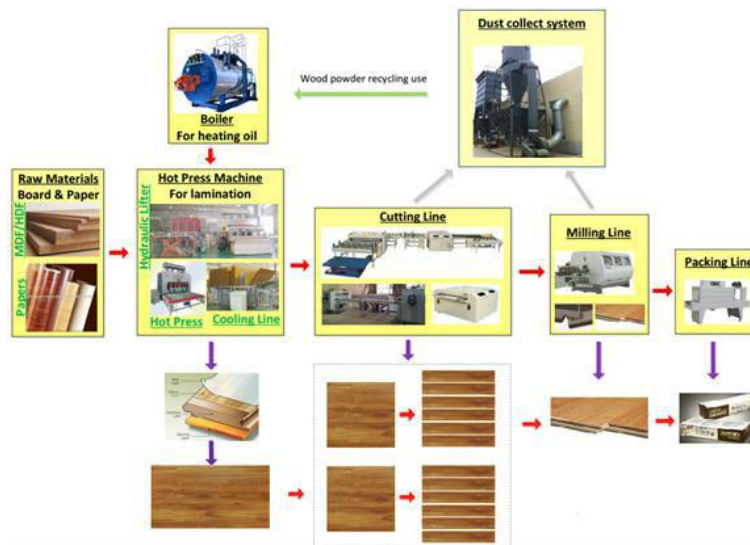 Dust collect system
Wood powder recycling use
Boiler
For heating oil
Raw Materials
Board & Paper
MDF/HDF
Papers
Hot Press Machine
For lamination
Hydraulic Lifter
Hot Press
Cooling Line
Cutting Line
Milling Line
Packing Line